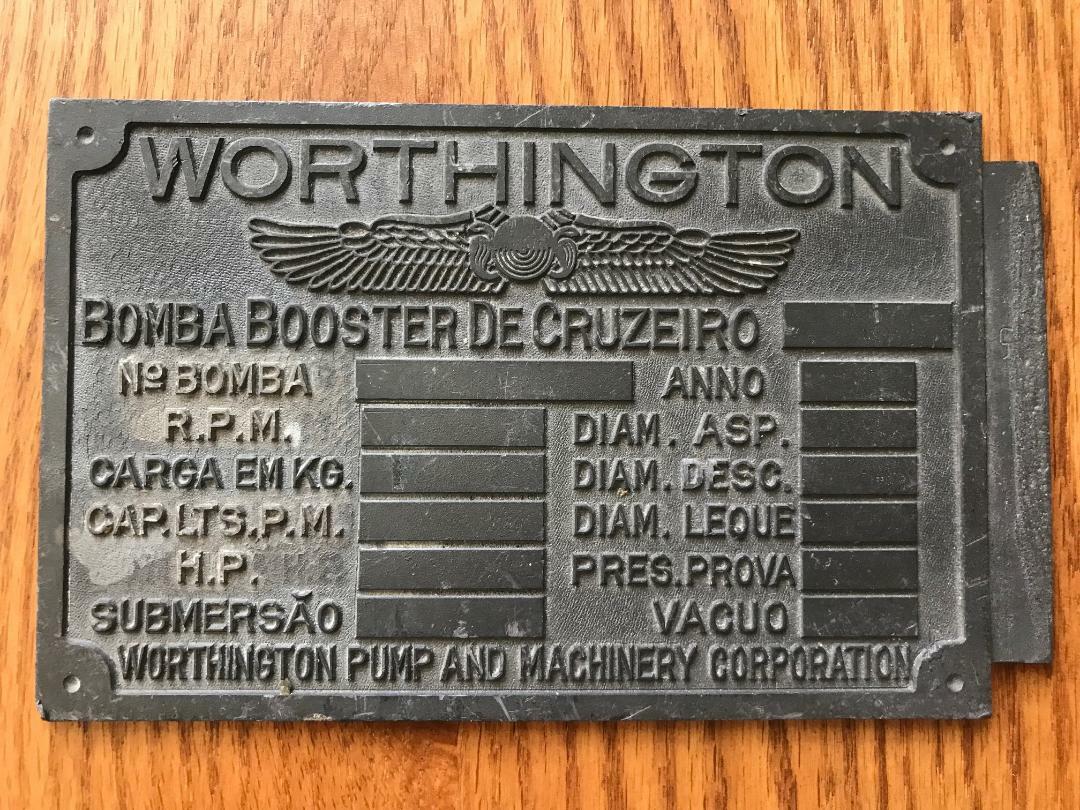 WORTHINGTON
BOMBA BOOSTER DE CRUZEIRO
Nº BOMBA ANNO
R.P.M. DIAM. ASP.
CARGA EM KG. DIAM. DESC.
CAP. LTS. P.M. DIAM. LEQUE
H.P. PRES. PROVA
SUBMERSÃO VACUO
WORTHINGTON PUMP AND MACHINERY CORPORATION